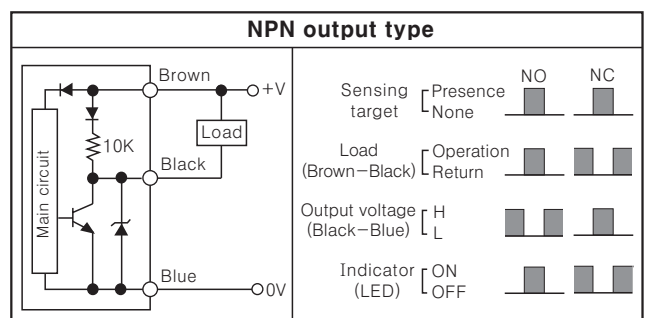 NPN output type
Brown
+V
10K
Load
Black
Main circuit
Blue
0V
NO NC
Sensing target Presence
None
Load (Brown−Black) Operation
Return
Output voltage (Black−Blue) H
L
Indicator (LED) ON
OFF